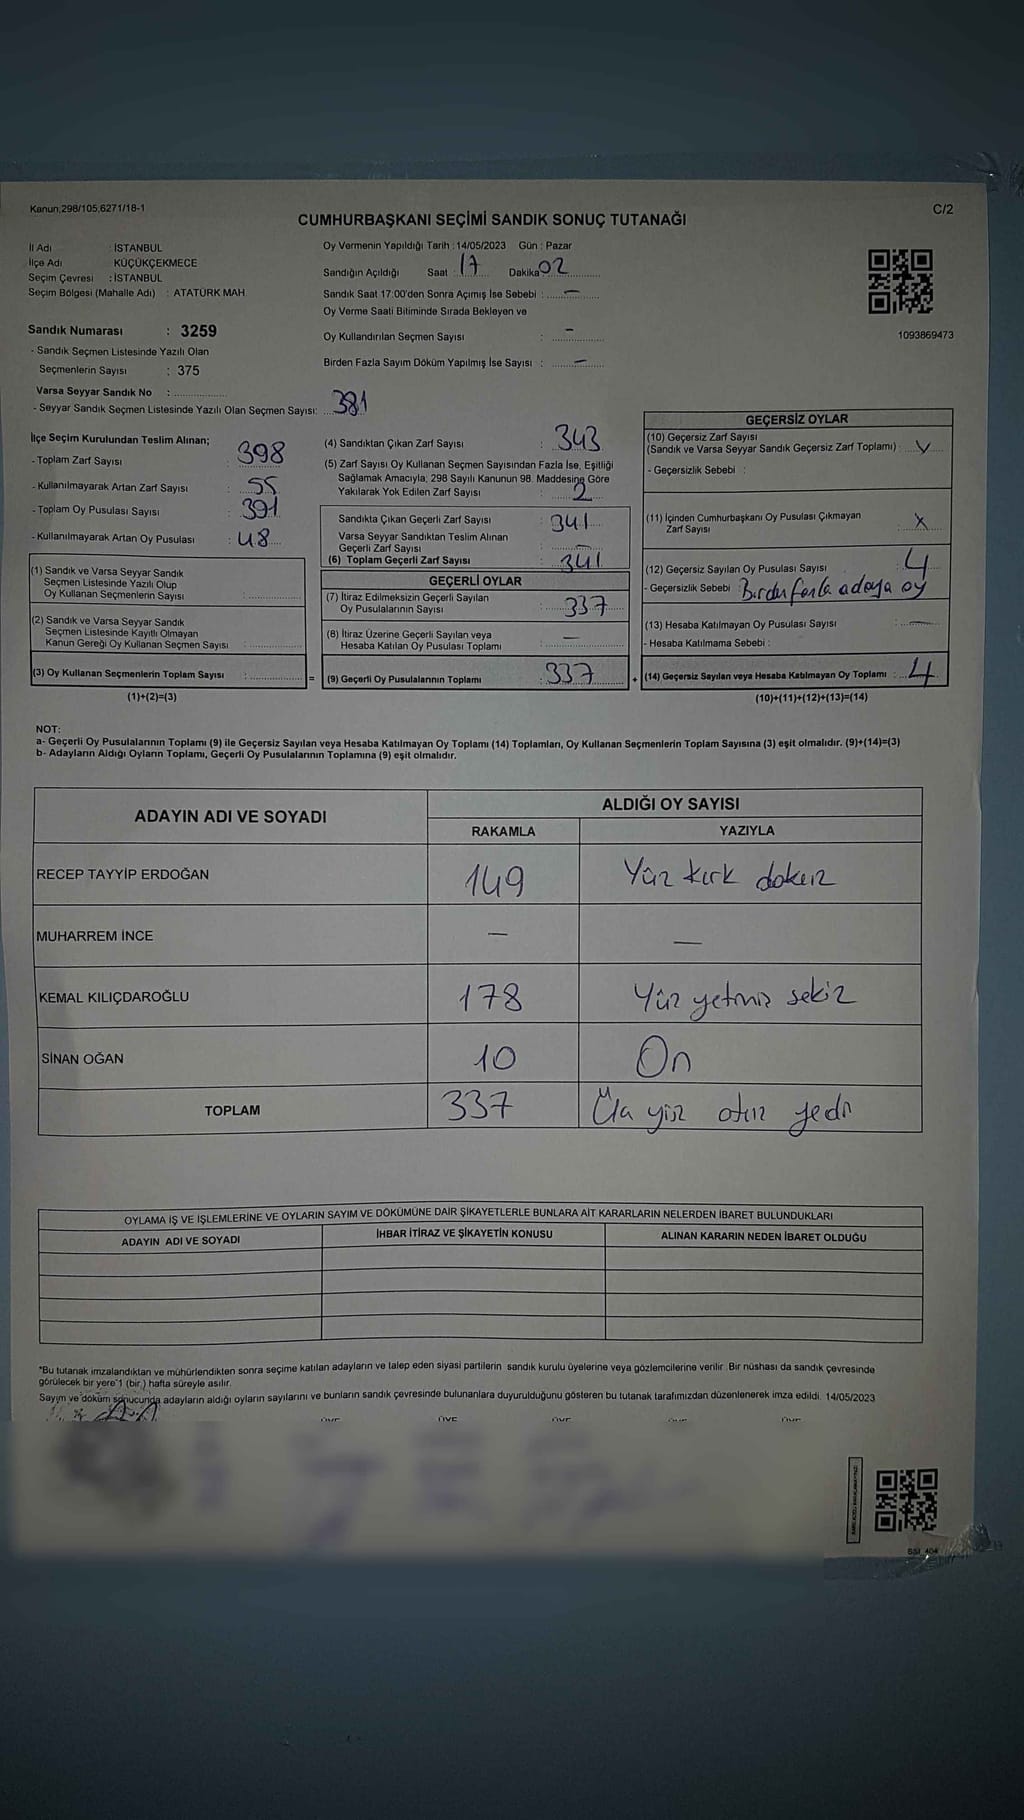 Kanun;298/105,6271/18-1
C/2
CUMHURBAŞKANI SEÇİMİ SANDIK SONUÇ TUTANAĞI
İl Adı : İSTANBUL
İlçe Adı KÜÇÜKÇEKMECE
Seçim Çevresi : İSTANBUL
Seçim Bölgesi (Mahalle Adı) : ATATÜRK MAH.
Oy Vermenin Yapıldığı Tarih : 14/05/2023 Gün : Pazar
Sandığın Açıldığı Saat : 17 Dakika 02
Sandık Saat 17:00'den Sonra Açımış İse Sebebi : —
Oy Verme Saati Bitiminde Sırada Bekleyen ve
Oy Kullandırılan Seçmen Sayısı : —
Birden Fazla Sayım Döküm Yapılmış İse Sayısı : —
1093869473
Sandık Numarası : 3259
- Sandık Seçmen Listesinde Yazılı Olan
Seçmenlerin Sayısı : 375
Varsa Seyyar Sandık No :
- Seyyar Sandık Seçmen Listesinde Yazılı Olan Seçmen Sayısı: 381
İlçe Seçim Kurulundan Teslim Alınan;
- Toplam Zarf Sayısı : 398
- Kullanılmayarak Artan Zarf Sayısı : 55
- Toplam Oy Pusulası Sayısı : 391
- Kullanılmayarak Artan Oy Pusulası : 48
(1) Sandık ve Varsa Seyyar Sandık
Seçmen Listesinde Yazılı Olup
Oy Kullanan Seçmenlerin Sayısı :
(2) Sandık ve Varsa Seyyar Sandık
Seçmen Listesinde Kayıtlı Olmayan
Kanun Gereği Oy Kullanan Seçmen Sayısı :
(3) Oy Kullanan Seçmenlerin Toplam Sayısı : =
(1)+(2)=(3)
(4) Sandıktan Çıkan Zarf Sayısı : 343
(5) Zarf Sayısı Oy Kullanan Seçmen Sayısından Fazla İse, Eşitliği
Sağlamak Amacıyla; 298 Sayılı Kanunun 98. Maddesine Göre
Yakılarak Yok Edilen Zarf Sayısı : 2
Sandıkta Çıkan Geçerli Zarf Sayısı : 341
Varsa Seyyar Sandıktan Teslim Alınan
Geçerli Zarf Sayısı : —
(6) Toplam Geçerli Zarf Sayısı : 341
GEÇERLİ OYLAR
(7) İtiraz Edilmeksizin Geçerli Sayılan
Oy Pusulalarının Sayısı : 337
(8) İtiraz Üzerine Geçerli Sayılan veya
Hesaba Katılan Oy Pusulası Toplamı : —
(9) Geçerli Oy Pusulalarının Toplamı : 337 +
GEÇERSİZ OYLAR
(10) Geçersiz Zarf Sayısı
(Sandık ve Varsa Seyyar Sandık Geçersiz Zarf Toplamı) :
- Geçersizlik Sebebi :
(11) İçinden Cumhurbaşkanı Oy Pusulası Çıkmayan
Zarf Sayısı : X
(12) Geçersiz Sayılan Oy Pusulası Sayısı : 4
- Geçersizlik Sebebi : Birden fazla adaya oy
(13) Hesaba Katılmayan Oy Pusulası Sayısı : —
- Hesaba Katılmama Sebebi :
(14) Geçersiz Sayılan veya Hesaba Katılmayan Oy Toplamı : 4
(10)+(11)+(12)+(13)=(14)
NOT:
a- Geçerli Oy Pusulalarının Toplamı (9) ile Geçersiz Sayılan veya Hesaba Katılmayan Oy Toplamı (14) Toplamları, Oy Kullanan Seçmenlerin Toplam Sayısına (3) eşit olmalıdır. (9)+(14)=(3)
b- Adayların Aldığı Oyların Toplamı, Geçerli Oy Pusulalarının Toplamına (9) eşit olmalıdır.
ADAYIN ADI VE SOYADI
ALDIĞI OY SAYISI
RAKAMLA YAZIYLA
RECEP TAYYİP ERDOĞAN 149 Yüz kırk dokuz
MUHARREM İNCE — —
KEMAL KILIÇDAROĞLU 178 Yüz yetmiş sekiz
SİNAN OĞAN 10 On
TOPLAM 337 yüz otuz yedi
OYLAMA İŞ VE İŞLEMLERİNE VE OYLARIN SAYIM VE DÖKÜMÜNE DAİR ŞİKAYETLERLE BUNLARA AİT KARARLARIN NELERDEN İBARET BULUNDUKLARI
ADAYIN ADI VE SOYADI İHBAR İTİRAZ VE ŞİKAYETİN KONUSU ALINAN KARARIN NEDEN İBARET OLDUĞU
*Bu tutanak imzalandıktan ve mühürlendikten sonra seçime katılan adayların ve talep eden siyasi partilerin sandık kurulu üyelerine veya gözlemcilerine verilir. Bir nüshası da sandık çevresinde
görülecek bir yere 1 (bir) hafta süreyle asılır.
Sayım ve döküm sonucunda adayların aldığı oyların sayılarını ve bunların sandık çevresinde bulunanlara duyurulduğunu gösteren bu tutanak tarafımızdan düzenlenerek imza edildi. 14/05/2023
ÜYE ÜYE ÜYE ÜYE ÜYE